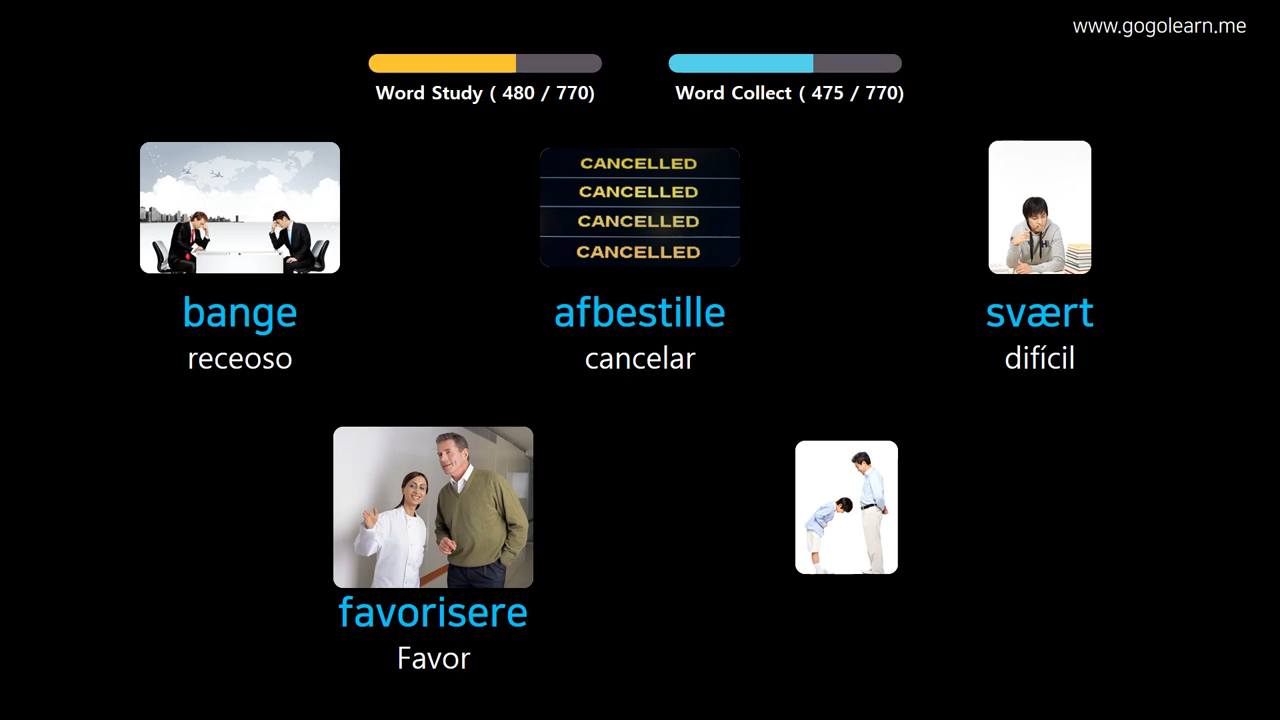 www.gogolearn.me
Word Study ( 480 / 770)
Word Collect ( 475 / 770)
CANCELLED
CANCELLED
CANCELLED
CANCELLED
bange
receoso
afbestille
cancelar
svært
difícil
favorisere
Favor